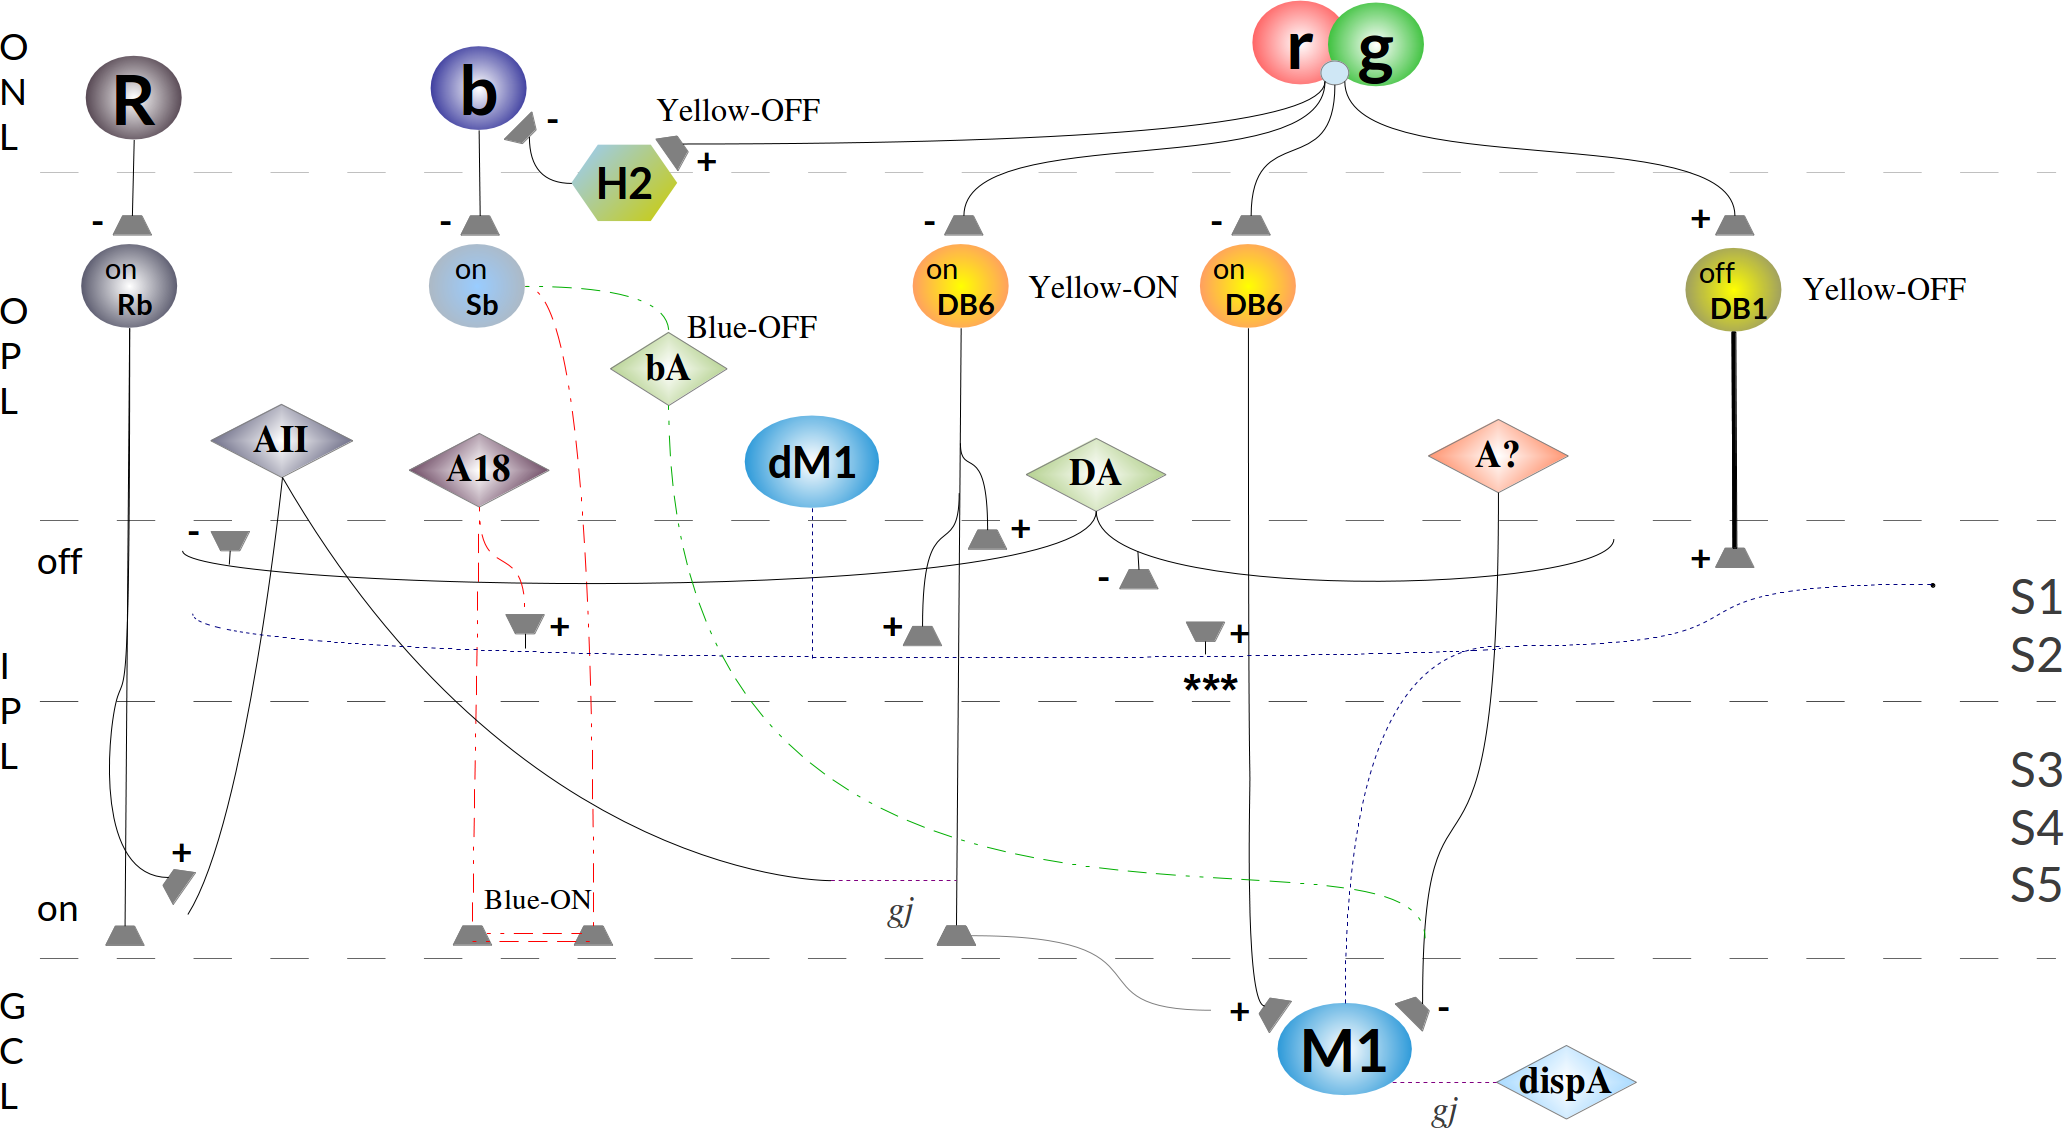 O
N
L
R
b
r
g
Yellow-OFF
-
+
H2
-
-
-
-
+
on
Rb
on
Sb
on
DB6
Yellow-ON
on
DB6
off
DB1
Yellow-OFF
O
P
L
Blue-OFF
bA
AII
A18
dM1
DA
A?
-
+
+
off
-
+
+
+
***
S1
S2
I
P
L
S3
S4
S5
+
on
Blue-ON
gj
G
C
L
+
-
M1
dispA
gj